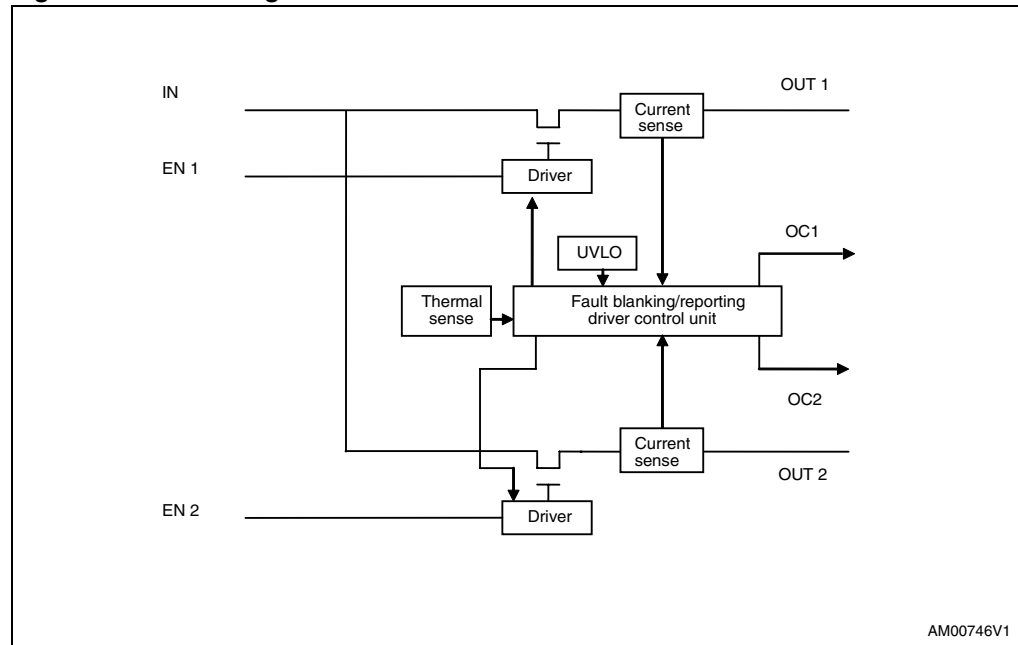 IN
OUT 1
Current
sense
EN 1
Driver
OC1
UVLO
Thermal
sense
Fault blanking/reporting
driver control unit
OC2
Current
sense
OUT 2
EN 2
Driver
AM00746V1